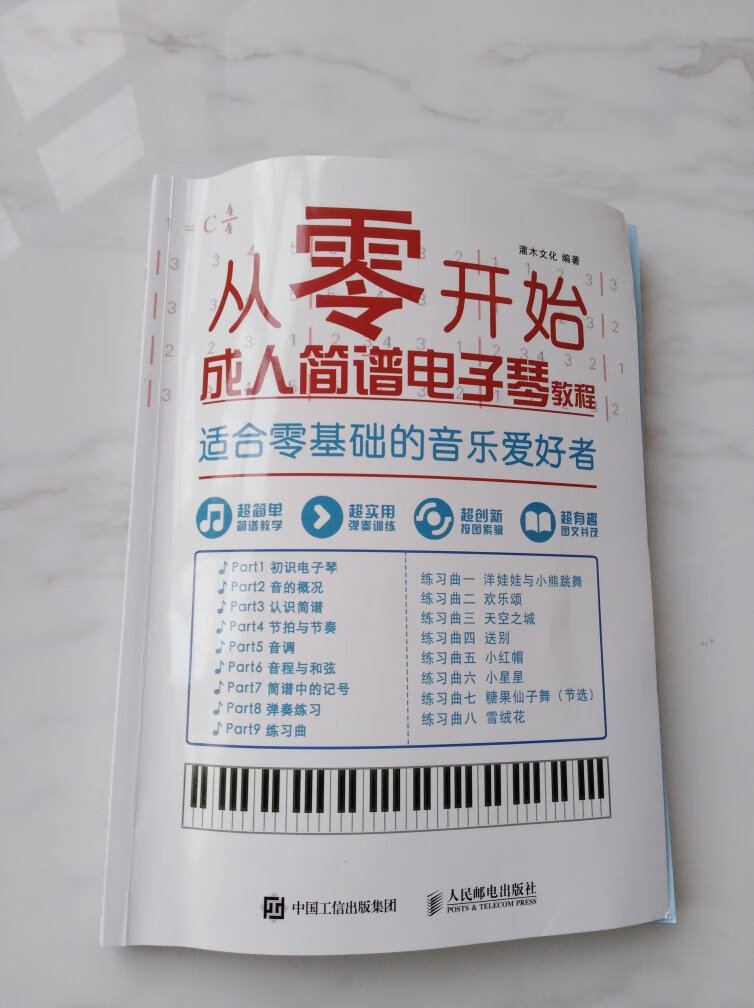 1 = C 4/4
灌木文化 编著
从零开始
成人简谱电子琴教程
适合零基础的音乐爱好者
超简单
简谱教学
超实用
弹奏训练
超创新
按图索骥
超有趣
图文并茂
Part1 初识电子琴
Part2 音的概况
Part3 认识简谱
Part4 节拍与节奏
Part5 音调
Part6 音程与和弦
Part7 简谱中的记号
Part8 弹奏练习
Part9 练习曲
练习曲一 洋娃娃与小熊跳舞
练习曲二 欢乐颂
练习曲三 天空之城
练习曲四 送别
练习曲五 小红帽
练习曲六 小星星
练习曲七 糖果仙子舞（节选）
练习曲八 雪绒花
中国工信出版集团
人民邮电出版社
POSTS & TELECOM PRESS